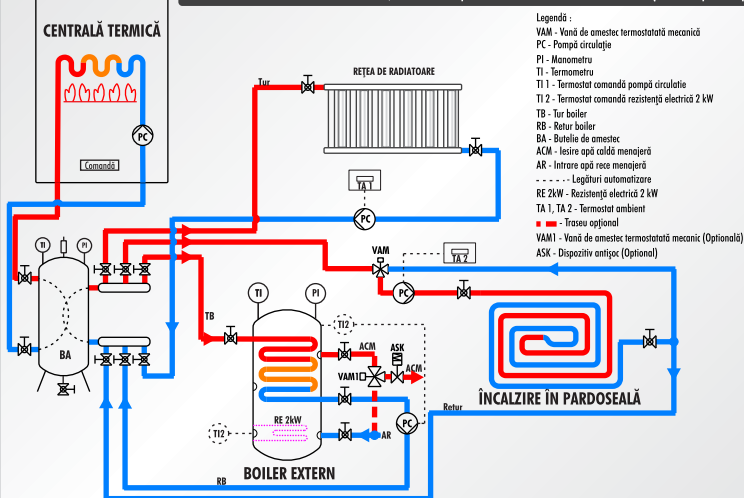 CENTRALĂ TERMICĂ
PC
Comandă
Tur
REȚEA DE RADIATOARE
TA 1
PC
Legendă :
VAM - Vană de amestec termostatată mecanică
PC - Pompă circulație
PI - Manometru
TI - Termometru
TI 1 - Termostat comandă pompă circulatie
TI 2 - Termostat comandă rezistență electrică 2 kW
TB - Tur boiler
RB - Retur boiler
BA - Butelie de amestec
ACM - Iesire apă caldă menajeră
AR - Intrare apă rece menajeră
- Legături automatizare
RE 2kW - Rezistență electrică 2 kW
TA 1, TA 2 - Termostat ambient
- Traseu opțional
VAM1 - Vană de amestec termostatată mecanic (Optională)
ASK - Dispozitiv antișoc (Optional)
TI
PI
BA
VAM
TA 2
PC
TI
PI
TB
TI2
ACM
ASK
VAM1
ACM
RE 2kW
TI2
PC
AR
RB
BOILER EXTERN
Retur
ÎNCALZIRE ÎN PARDOSEALĂ